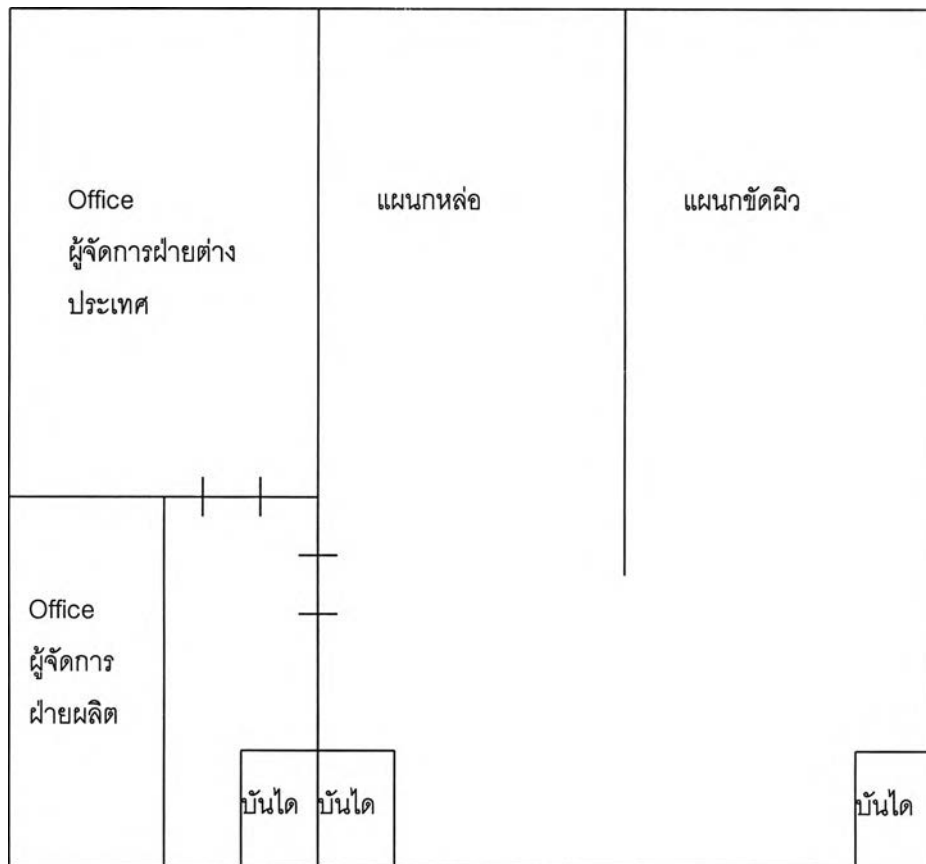 Office
ผู้จัดการฝ่ายต่าง
ประเทศ
แผนกหล่อ
แผนกขัดผิว
Office
ผู้จัดการ
ฝ่ายผลิต
บันได
บันได
บันได